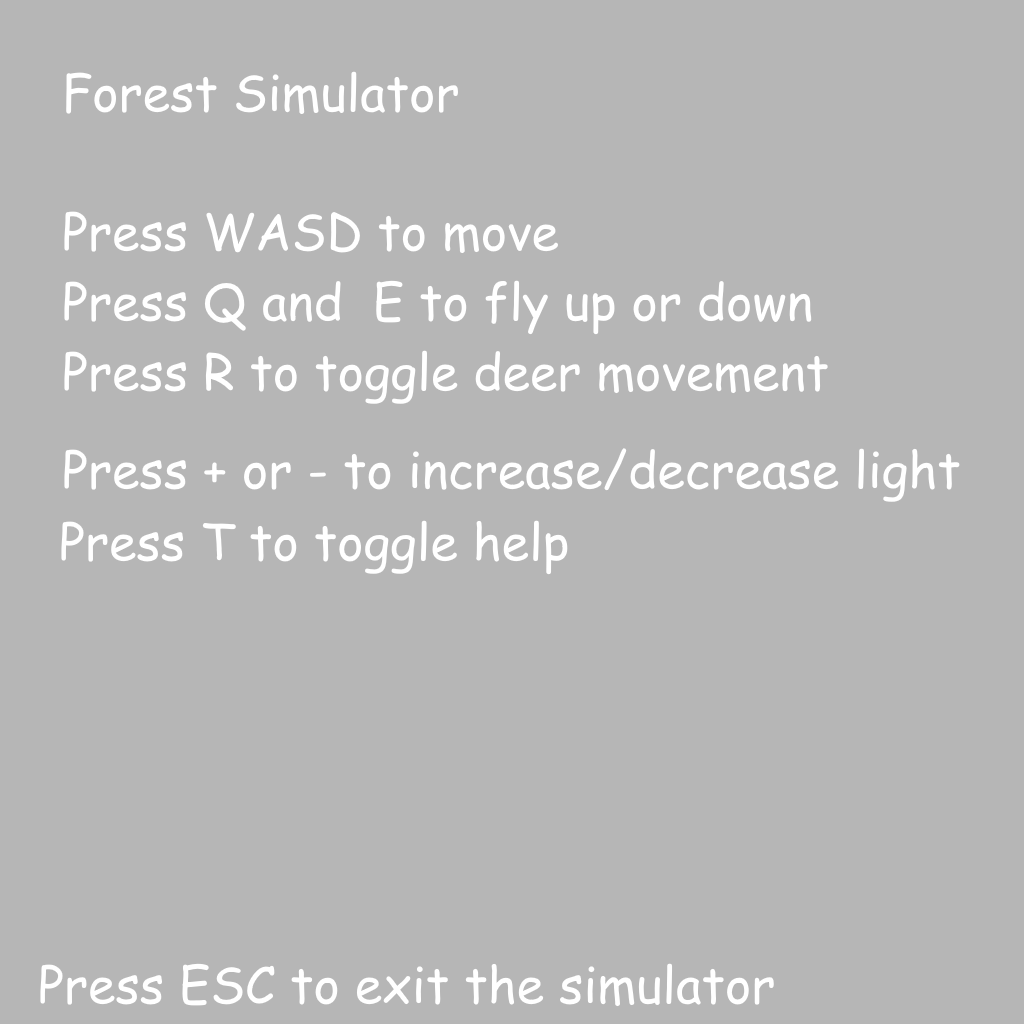 Forest Simulator
Press WASD to move
Press Q and  E to fly up or down
Press R to toggle deer movement
Press + or - to increase/decrease light
Press T to toggle help
Press ESC to exit the simulator